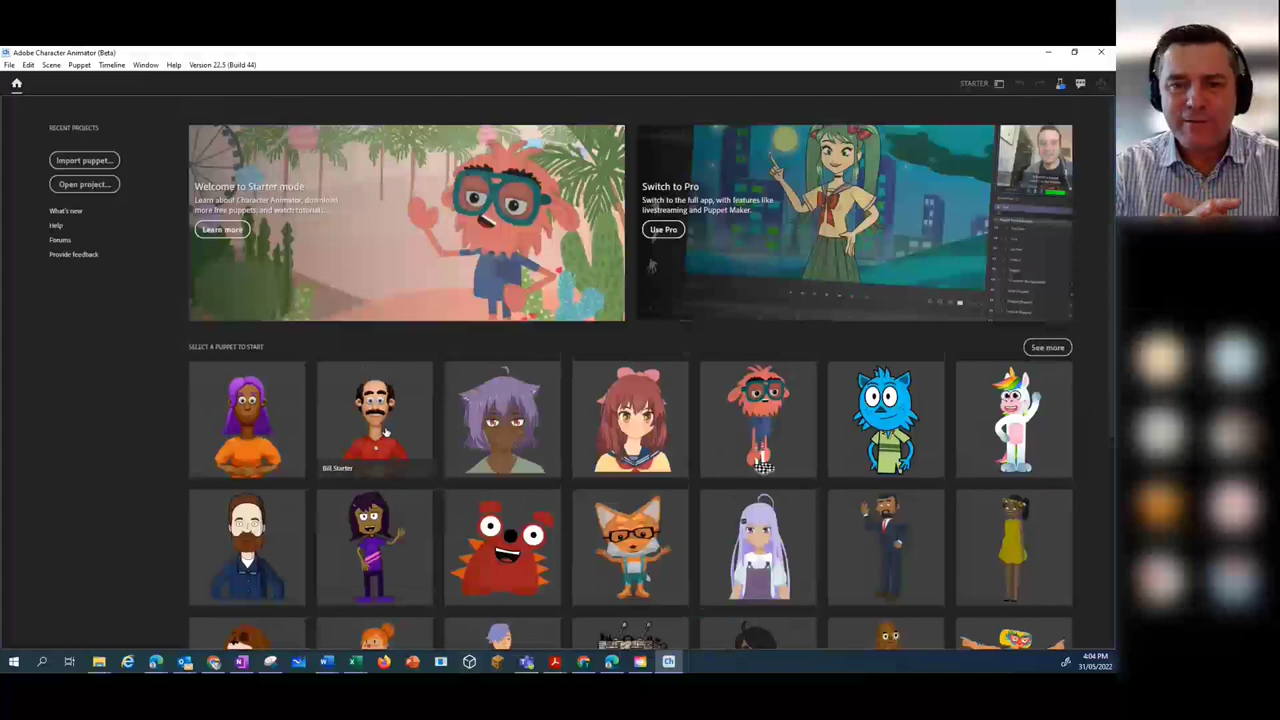 Adobe Character Animator (Beta)
File Edit Scene Puppet Timeline Window Help Version 22.5 (Build 44)
STARTER
RECENT PROJECTS
Import puppet...
Open project...
What's new
Help
Forums
Provide feedback
Welcome to Starter mode
Learn about Character Animator, download
more free puppets, and watch tutorial...
Learn more
Switch to Pro
Switch to the full app, with features like
livestreaming and Puppet Maker.
Use Pro
SELECT A PUPPET TO START
See more
Bill Starter
4:04 PM
31/05/2022